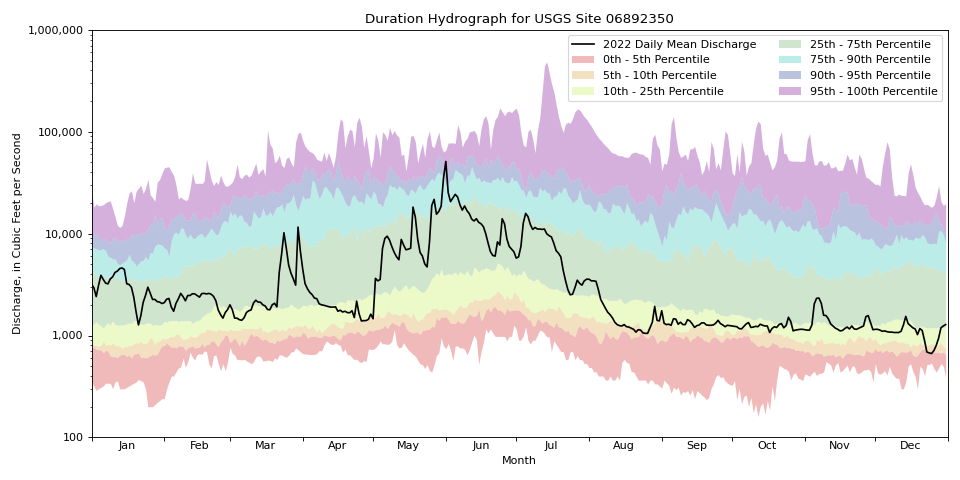 Duration Hydrograph for USGS Site 06892350
1,000,000
100,000
10,000
1,000
100
Discharge, in Cubic Feet per Second
2022 Daily Mean Discharge
0th - 5th Percentile
5th - 10th Percentile
10th - 25th Percentile
25th - 75th Percentile
75th - 90th Percentile
90th - 95th Percentile
95th - 100th Percentile
Jan Feb Mar Apr May Jun Jul Aug Sep Oct Nov Dec
Month